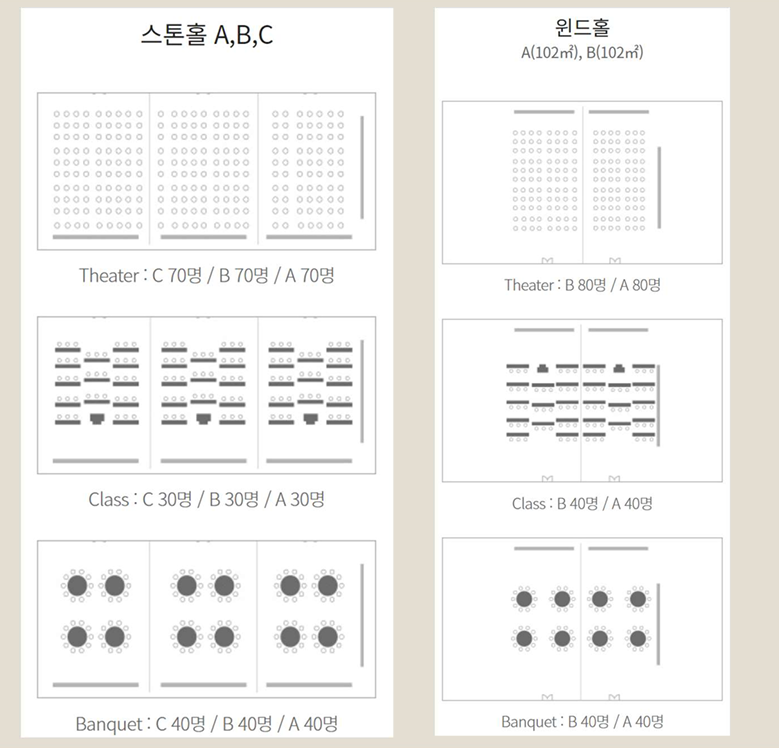 스톤홀 A,B,C
Theater : C 70명 / B 70명 / A 70명
Class : C 30명 / B 30명 / A 30명
Banquet : C 40명 / B 40명 / A 40명
윈드홀
A(102㎡), B(102㎡)
Theater : B 80명 / A 80명
Class : B 40명 / A 40명
Banquet : B 40명 / A 40명